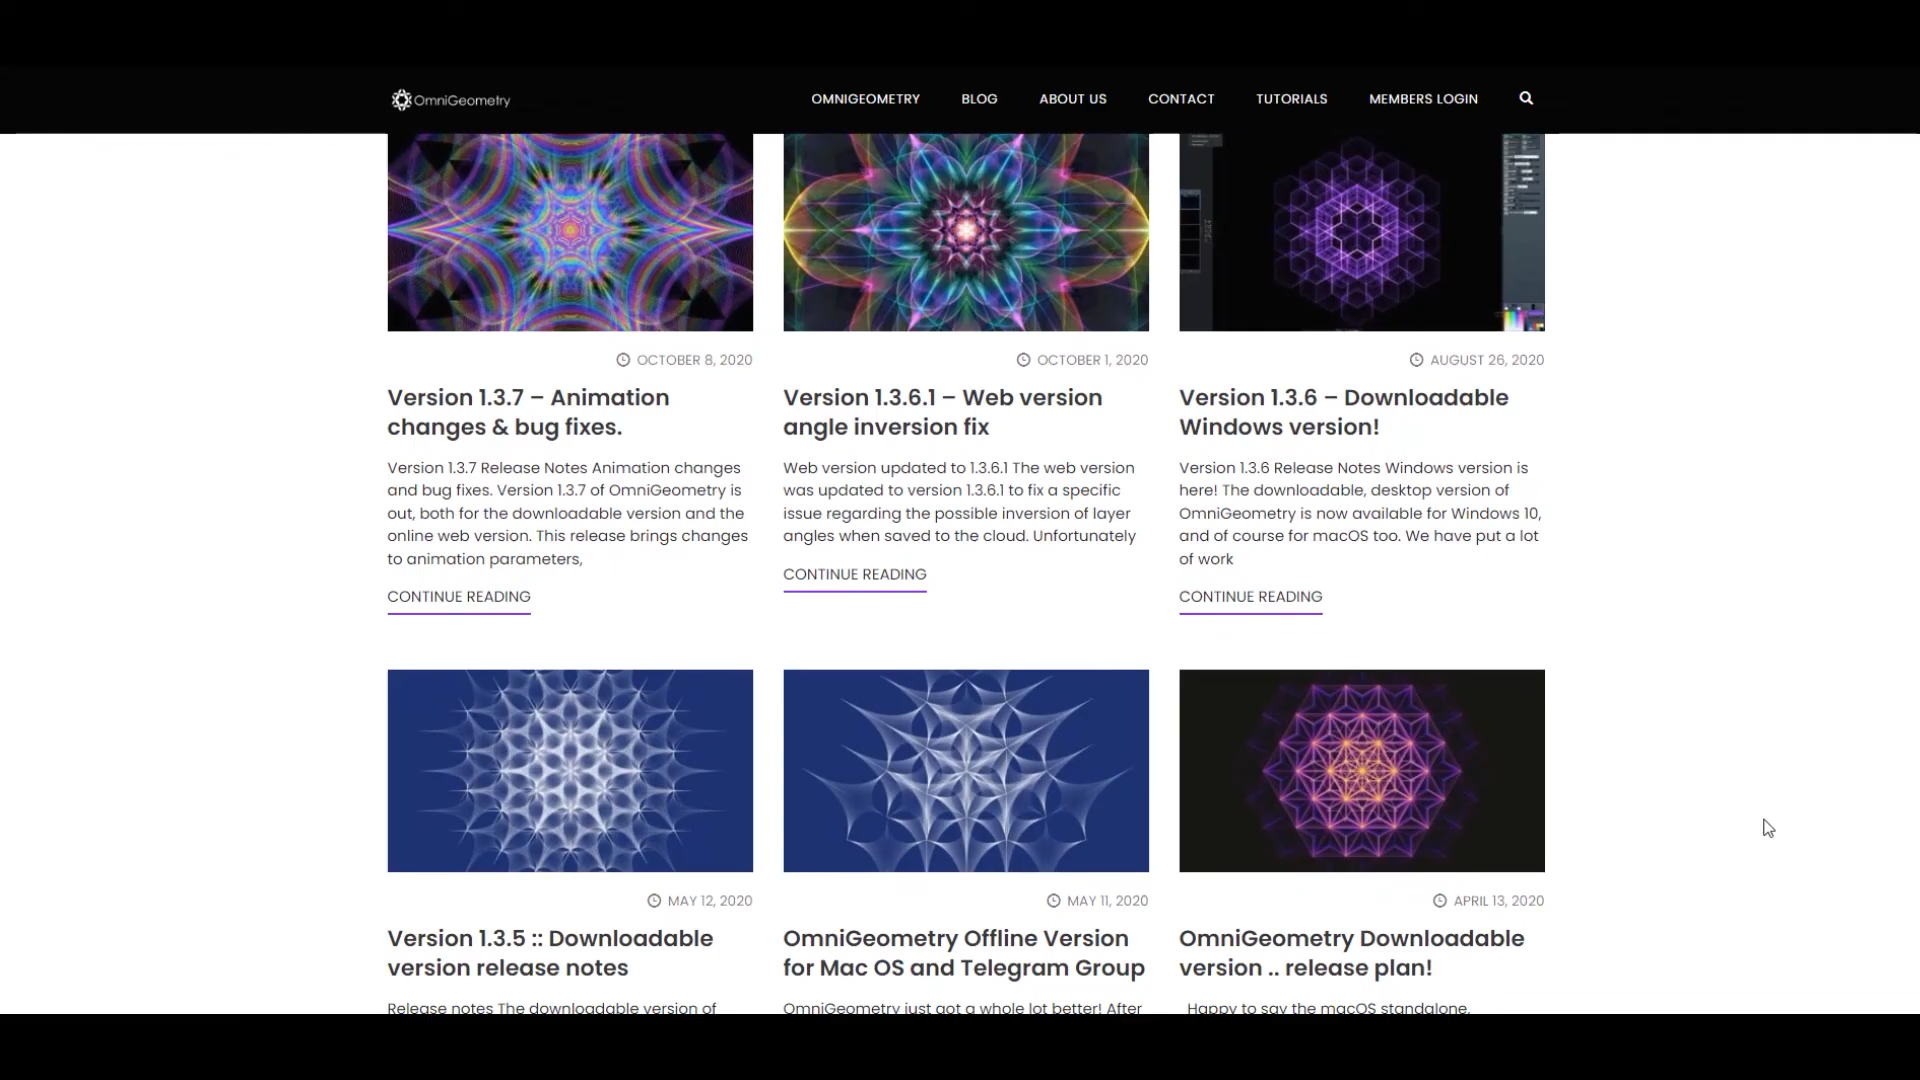 OmniGeometry
OMNIGEOMETRY
BLOG
ABOUT US
CONTACT
TUTORIALS
MEMBERS LOGIN
OCTOBER 8, 2020
Version 1.3.7 – Animation
changes & bug fixes.
Version 1.3.7 Release Notes Animation changes
and bug fixes. Version 1.3.7 of OmniGeometry is
out, both for the downloadable version and the
online web version. This release brings changes
to animation parameters,
CONTINUE READING
OCTOBER 1, 2020
Version 1.3.6.1 – Web version
angle inversion fix
Web version updated to 1.3.6.1 The web version
was updated to version 1.3.6.1 to fix a specific
issue regarding the possible inversion of layer
angles when saved to the cloud. Unfortunately
CONTINUE READING
AUGUST 26, 2020
Version 1.3.6 – Downloadable
Windows version!
Version 1.3.6 Release Notes Windows version is
here! The downloadable, desktop version of
OmniGeometry is now available for Windows 10,
and of course for macOS too. We have put a lot
of work
CONTINUE READING
MAY 12, 2020
Version 1.3.5 :: Downloadable
version release notes
Release notes The downloadable version of
MAY 11, 2020
OmniGeometry Offline Version
for Mac OS and Telegram Group
OmniGeometry just got a whole lot better! After
APRIL 13, 2020
OmniGeometry Downloadable
version .. release plan!
Happy to say the macOS standalone,